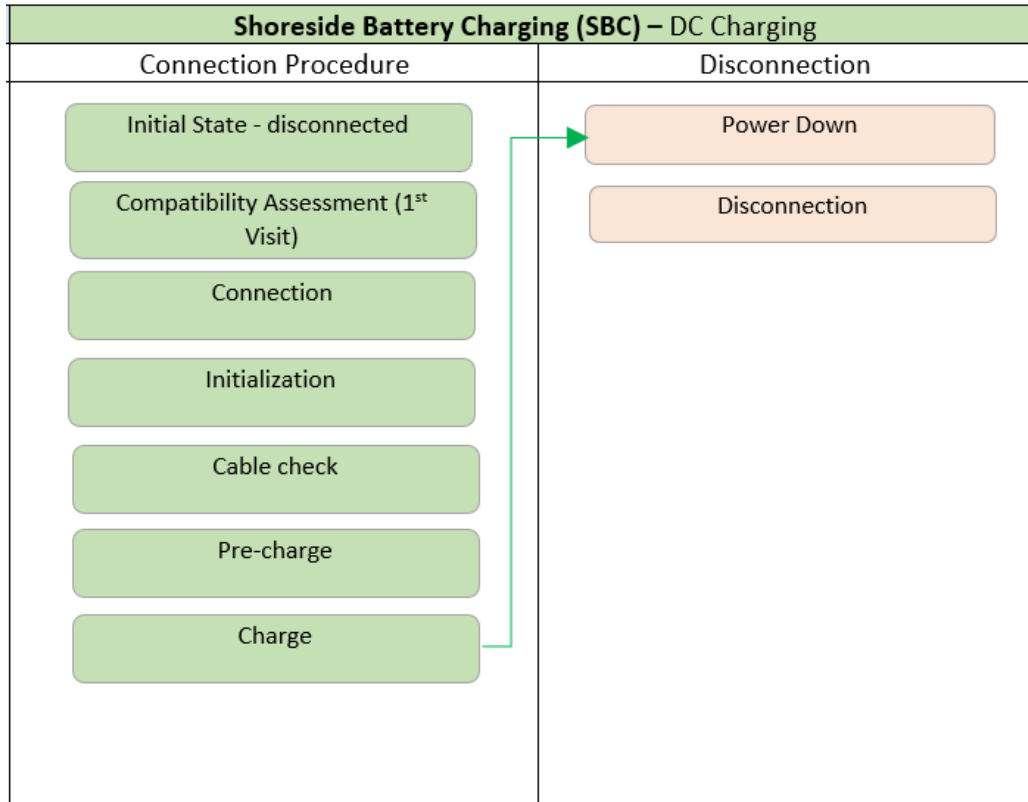 Shoreside Battery Charging (SBC) – DC Charging
Connection Procedure
Disconnection
Initial State - disconnected
Compatibility Assessment (1st
Visit)
Connection
Initialization
Cable check
Pre-charge
Charge
Power Down
Disconnection